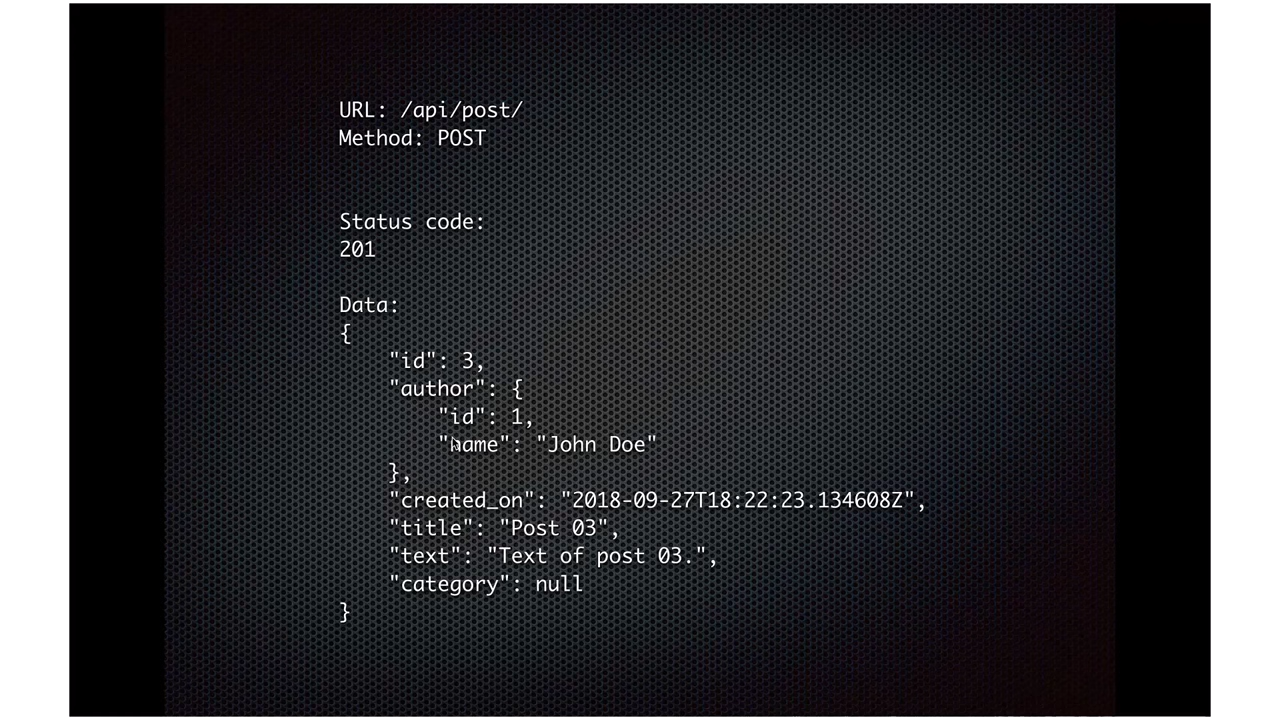 URL: /api/post/
Method: POST
Status code:
201
Data:
{
"id": 3,
"author": {
"id": 1,
"name": "John Doe"
},
"created_on": "2018-09-27T18:22:23.134608Z",
"title": "Post 03",
"text": "Text of post 03.",
"category": null
}